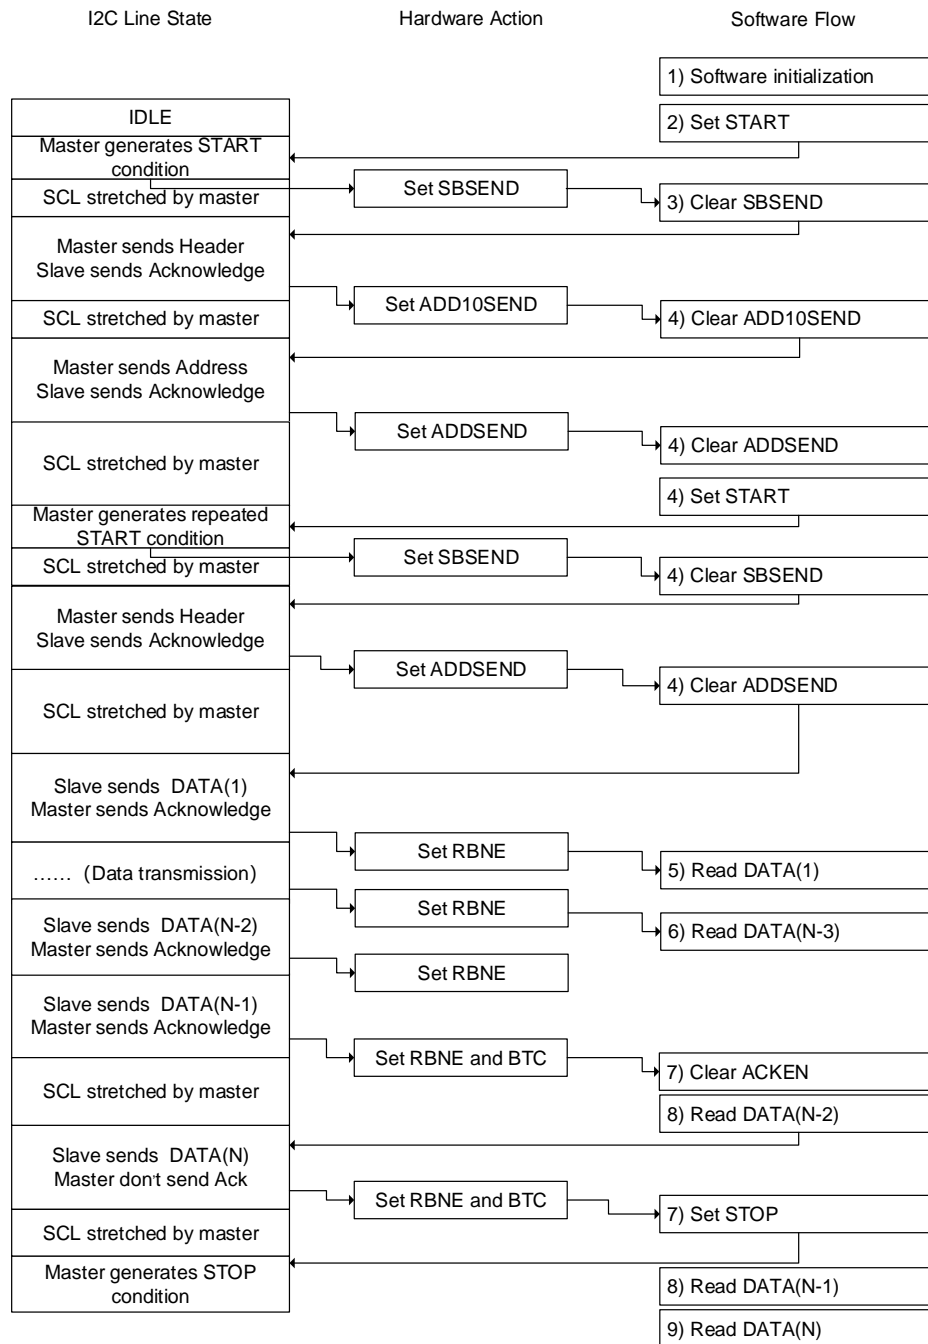 I2C Line State
Hardware Action
Software Flow
1) Software initialization
IDLE
2) Set START
Master generates START
condition
SCL stretched by master
Set SBSEND
3) Clear SBSEND
Master sends Header
Slave sends Acknowledge
Set ADD10SEND
SCL stretched by master
4) Clear ADD10SEND
Master sends Address
Slave sends Acknowledge
Set ADDSEND
4) Clear ADDSEND
SCL stretched by master
4) Set START
Master generates repeated
START condition
SCL stretched by master
Set SBSEND
4) Clear SBSEND
Master sends Header
Slave sends Acknowledge
Set ADDSEND
4) Clear ADDSEND
SCL stretched by master
Slave sends DATA(1)
Master sends Acknowledge
Set RBNE
5) Read DATA(1)
…… (Data transmission)
Set RBNE
6) Read DATA(N-3)
Slave sends DATA(N-2)
Master sends Acknowledge
Set RBNE
Slave sends DATA(N-1)
Master sends Acknowledge
Set RBNE and BTC
7) Clear ACKEN
SCL stretched by master
8) Read DATA(N-2)
Slave sends DATA(N)
Master don't send Ack
Set RBNE and BTC
7) Set STOP
SCL stretched by master
Master generates STOP
condition
8) Read DATA(N-1)
9) Read DATA(N)